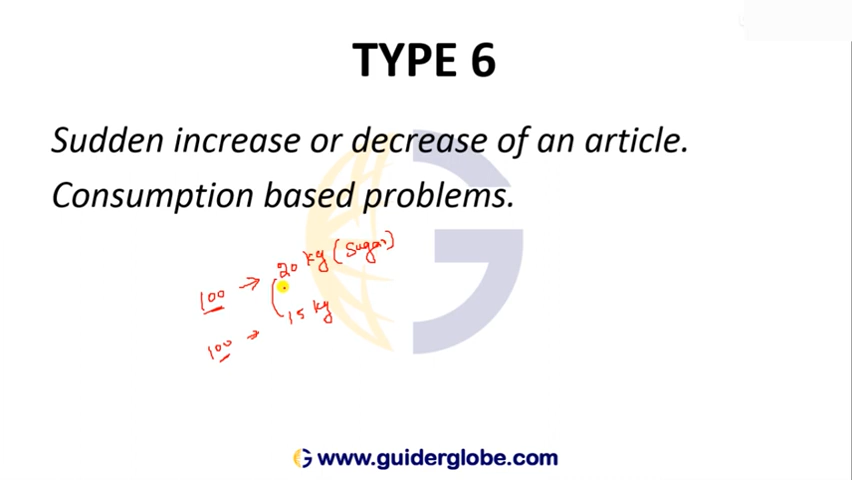 TYPE 6
Sudden increase or decrease of an article.
Consumption based problems.
100 → 20 kg (Sugar)
100 → 15 kg
www.guiderglobe.com